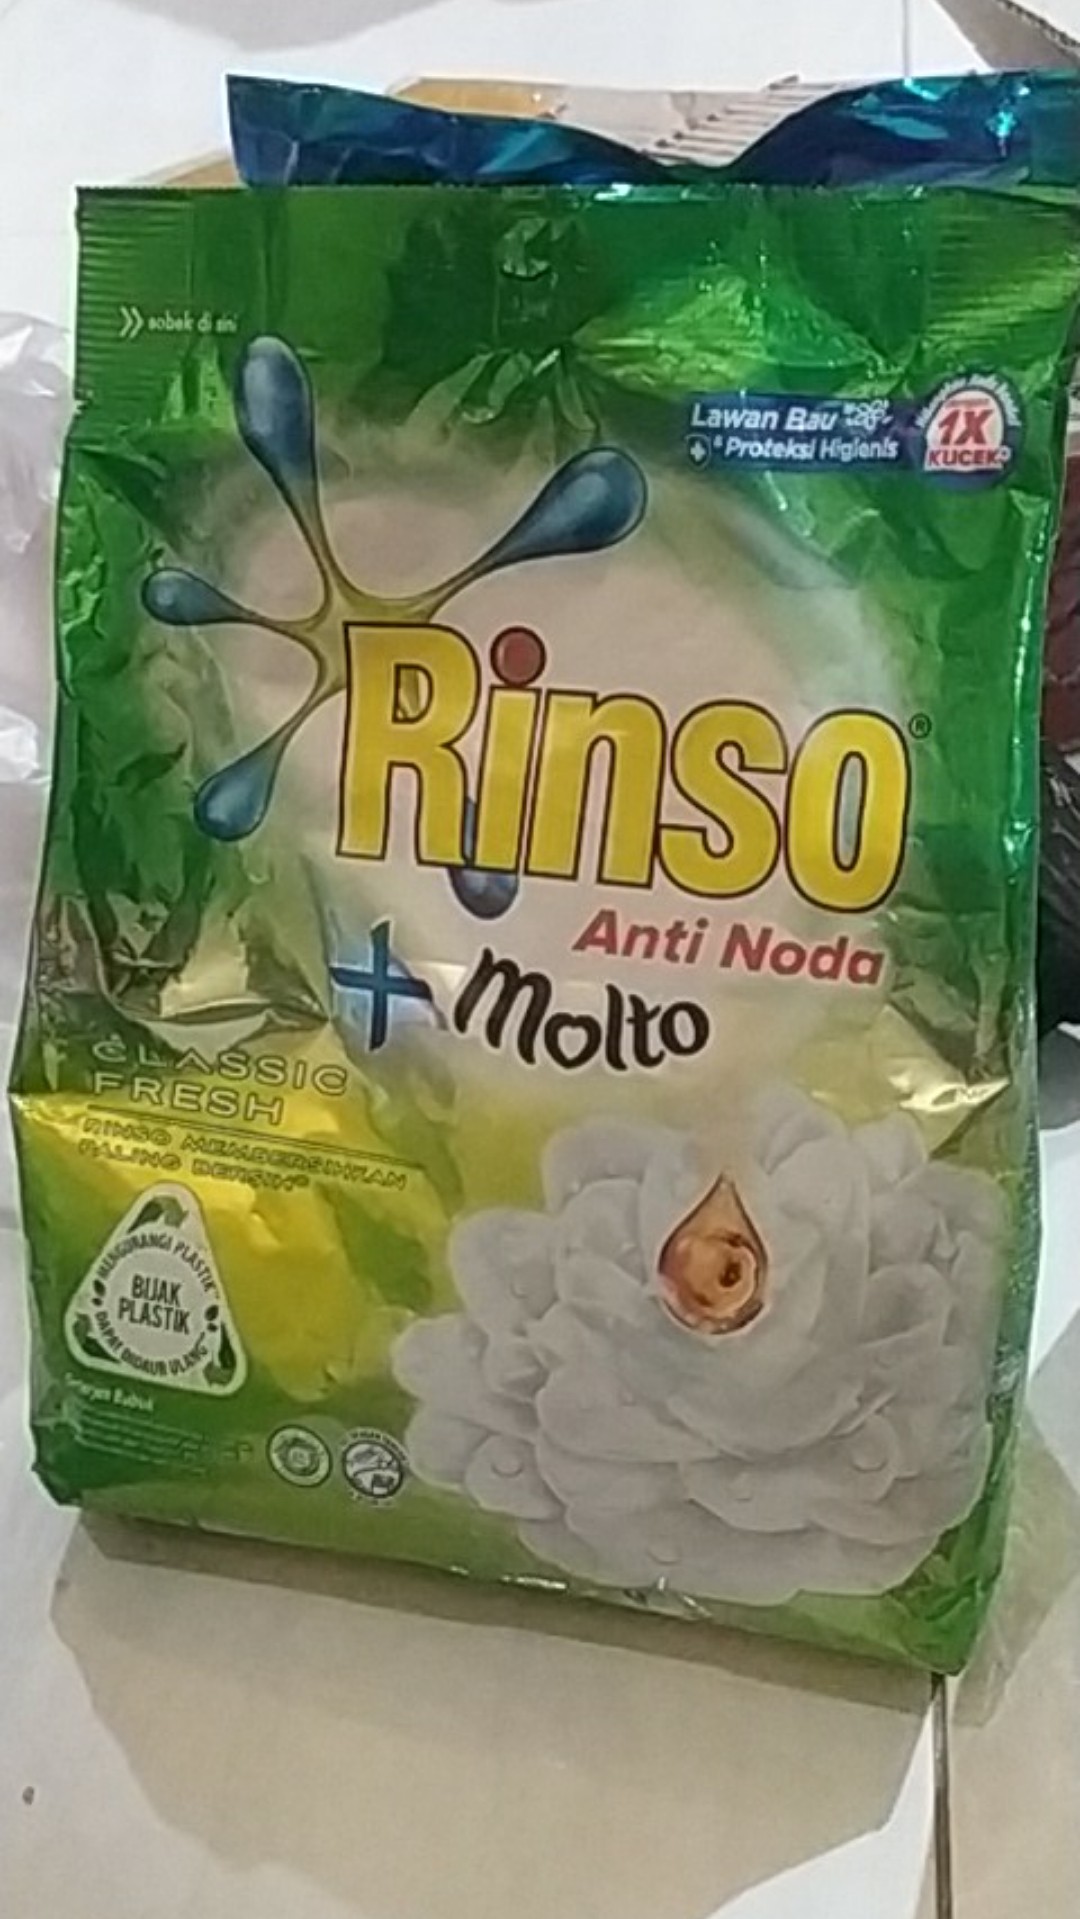 sobek di sini
Lawan Bau
& Proteksi Higienis
1X
KUCEK
Rinso®
Anti Noda
+ Molto
CLASSIC
FRESH
RINSO MEMBERSIHKAN
PALING BERSIH
MENGURANGI PLASTIK
BIJAK
PLASTIK
DAPAT DIDAUR ULANG
Bubuk